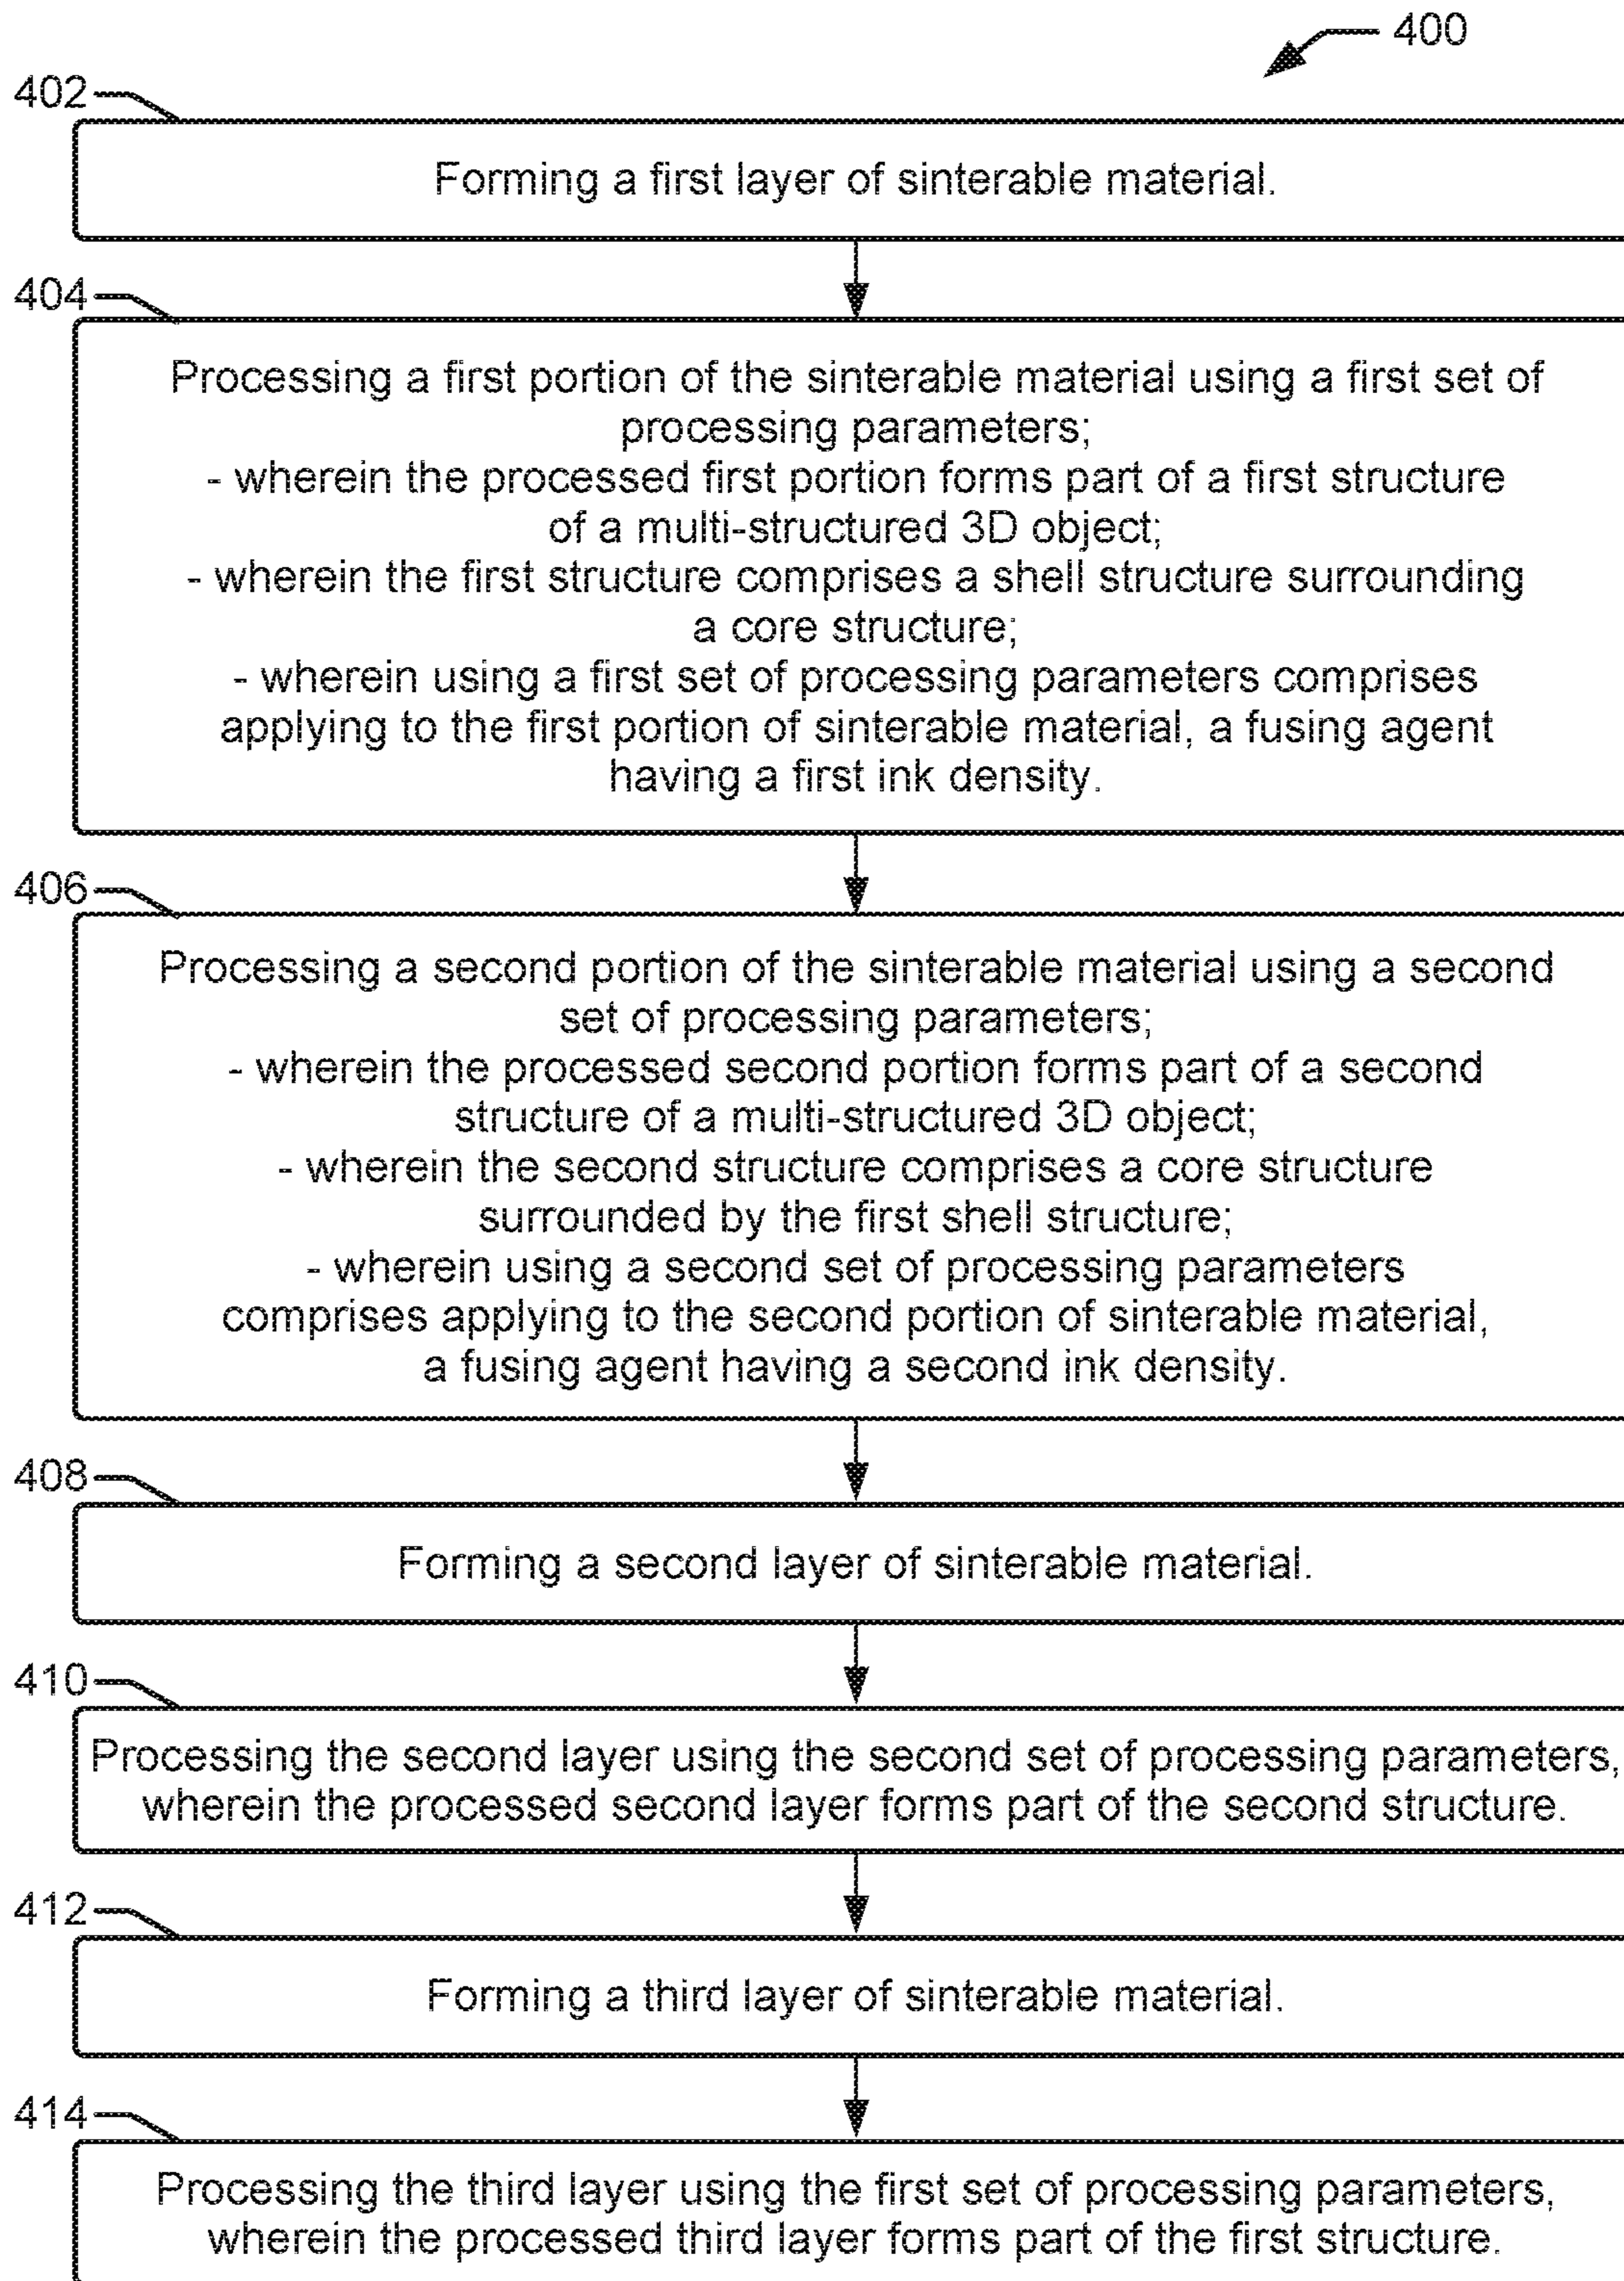 400
402
Forming a first layer of sinterable material.
404
Processing a first portion of the sinterable material using a first set of
processing parameters;
- wherein the processed first portion forms part of a first structure
of a multi-structured 3D object;
- wherein the first structure comprises a shell structure surrounding
a core structure;
- wherein using a first set of processing parameters comprises
applying to the first portion of sinterable material, a fusing agent
having a first ink density.
406
Processing a second portion of the sinterable material using a second
set of processing parameters;
- wherein the processed second portion forms part of a second
structure of a multi-structured 3D object;
- wherein the second structure comprises a core structure
surrounded by the first shell structure;
- wherein using a second set of processing parameters
comprises applying to the second portion of sinterable material,
a fusing agent having a second ink density.
408
Forming a second layer of sinterable material.
410
Processing the second layer using the second set of processing parameters,
wherein the processed second layer forms part of the second structure.
412
Forming a third layer of sinterable material.
414
Processing the third layer using the first set of processing parameters,
wherein the processed third layer forms part of the first structure.